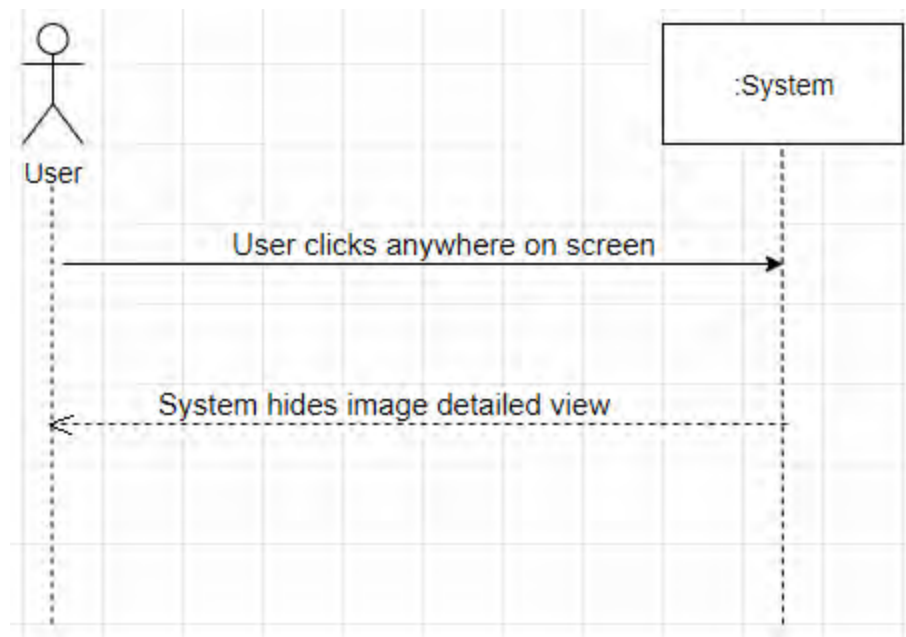 :System
User
User clicks anywhere on screen
System hides image detailed view